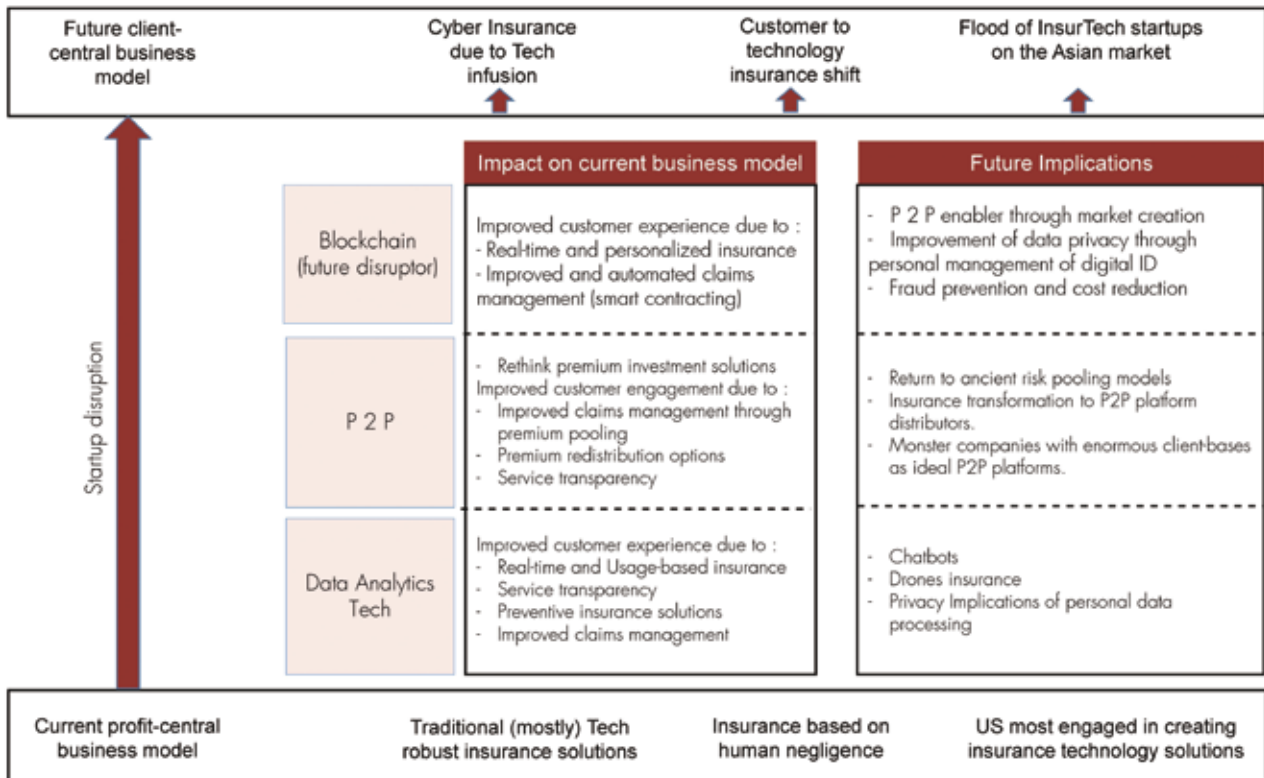 Future client-
central business
model
Cyber Insurance
due to Tech
infusion
Customer to
technology
insurance shift
Flood of InsurTech startups
on the Asian market
Startup disruption
Impact on current business model
Future Implications
Blockchain
(future disruptor)
Improved customer experience due to :
- Real-time and personalized insurance
- Improved and automated claims
management (smart contracting)
- P 2 P enabler through market creation
- Improvement of data privacy through
personal management of digital ID
- Fraud prevention and cost reduction
P 2 P
- Rethink premium investment solutions
Improved customer engagement due to :
- Improved claims management through
premium pooling
- Premium redistribution options
- Service transparency
- Return to ancient risk pooling models
- Insurance transformation to P2P platform
distributors.
- Monster companies with enormous client-bases
as ideal P2P platforms.
Data Analytics
Tech
Improved customer experience due to :
- Real-time and Usage-based insurance
- Service transparency
- Preventive insurance solutions
- Improved claims management
- Chatbots
- Drones insurance
- Privacy Implications of personal data
processing
Current profit-central
business model
Traditional (mostly) Tech
robust insurance solutions
Insurance based on
human negligence
US most engaged in creating
insurance technology solutions